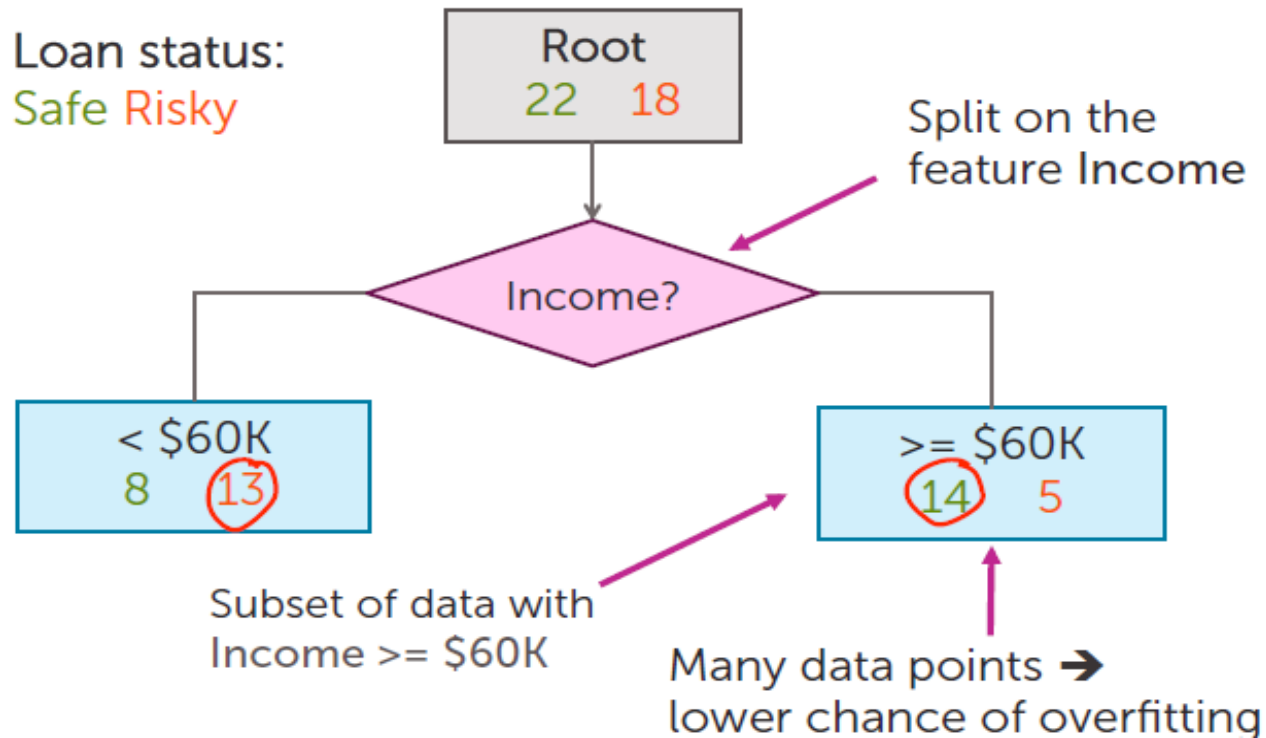 Loan status:
Safe Risky
Root
22 18
Split on the
feature Income
Income?
< $60K
8 13
>= $60K
14 5
Subset of data with
Income >= $60K
Many data points ➔
lower chance of overfitting